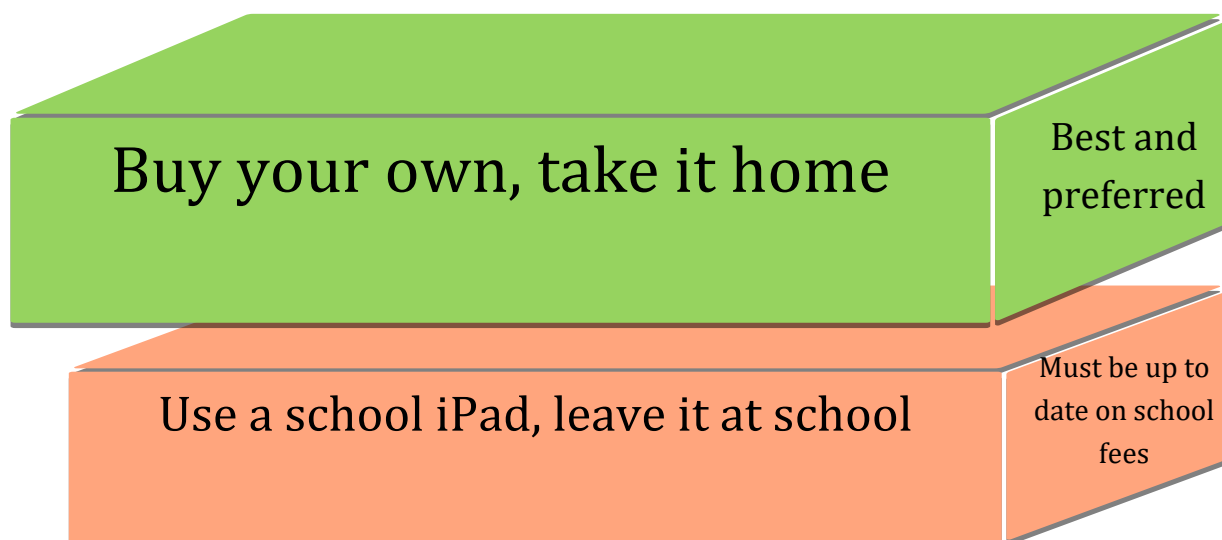 Buy your own, take it home
Best and
preferred
Use a school iPad, leave it at school
Must be up to
date on school
fees